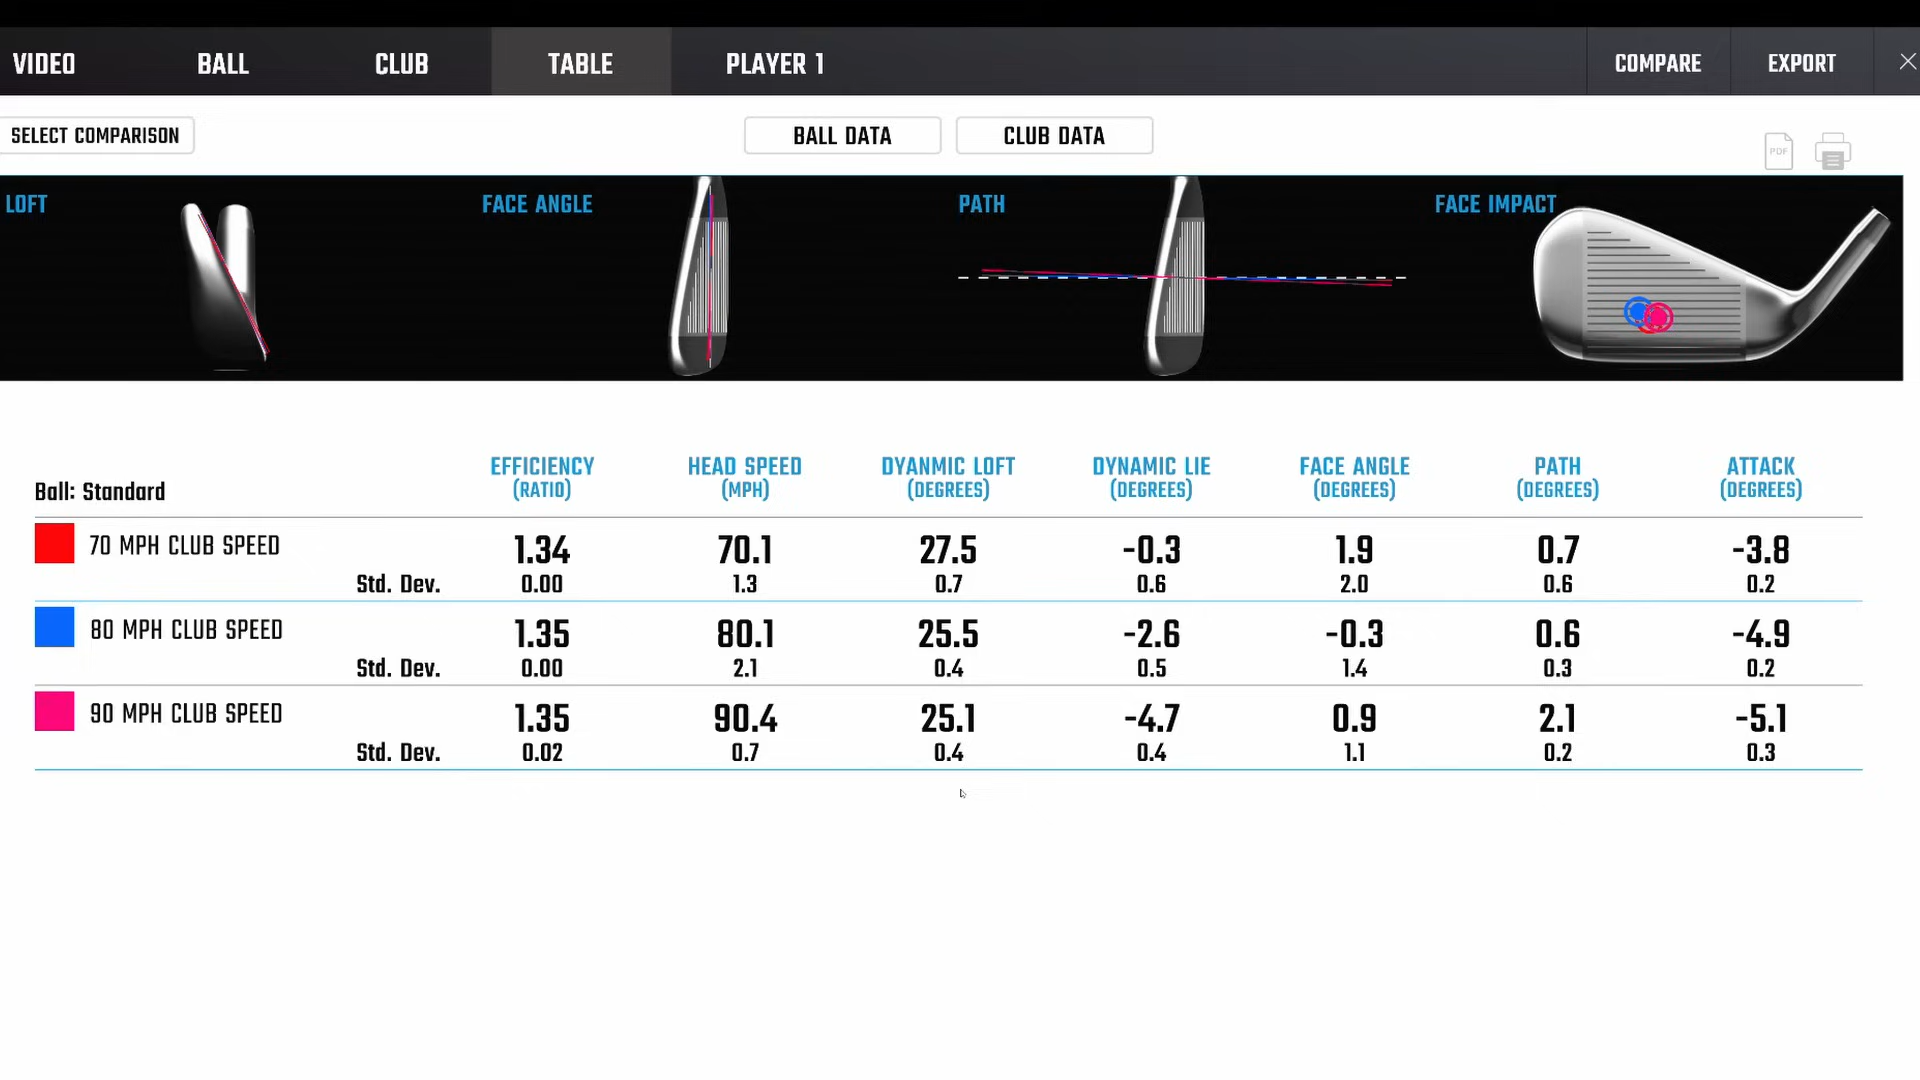 VIDEO BALL CLUB TABLE PLAYER 1 COMPARE EXPORT
SELECT COMPARISON BALL DATA CLUB DATA PDF
LOFT FACE ANGLE PATH FACE IMPACT
EFFICIENCY HEAD SPEED DYANMIC LOFT DYNAMIC LIE FACE ANGLE PATH ATTACK
Ball: Standard (RATIO) (MPH) (DEGREES) (DEGREES) (DEGREES) (DEGREES) (DEGREES)
70 MPH CLUB SPEED 1.34 70.1 27.5 -0.3 1.9 0.7 -3.8
Std. Dev. 0.00 1.3 0.7 0.6 2.0 0.6 0.2
80 MPH CLUB SPEED 1.35 80.1 25.5 -2.6 -0.3 0.6 -4.9
Std. Dev. 0.00 2.1 0.4 0.5 1.4 0.3 0.2
90 MPH CLUB SPEED 1.35 90.4 25.1 -4.7 0.9 2.1 -5.1
Std. Dev. 0.02 0.7 0.4 0.4 1.1 0.2 0.3